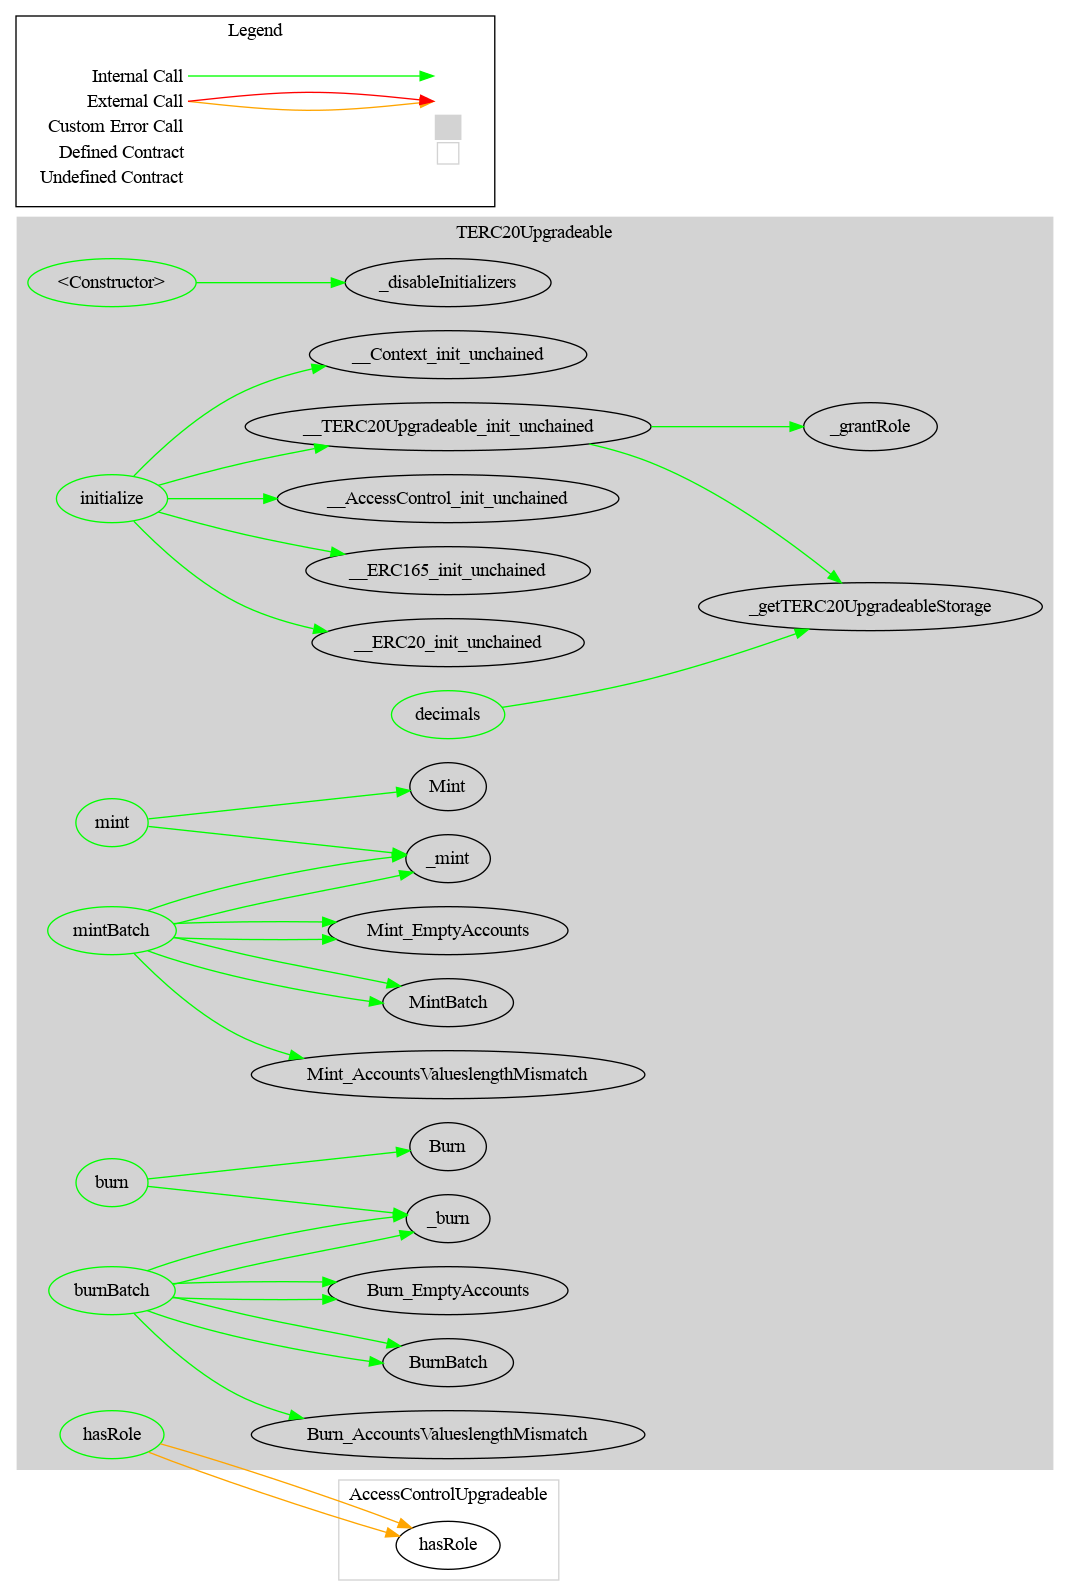 Legend
Internal Call
External Call
Custom Error Call
Defined Contract
Undefined Contract
TERC20Upgradeable
<Constructor>
_disableInitializers
__Context_init_unchained
__TERC20Upgradeable_init_unchained
_grantRole
initialize
__AccessControl_init_unchained
__ERC165_init_unchained
_getTERC20UpgradeableStorage
__ERC20_init_unchained
decimals
Mint
mint
_mint
mintBatch
Mint_EmptyAccounts
MintBatch
Mint_AccountsValueslengthMismatch
Burn
burn
_burn
burnBatch
Burn_EmptyAccounts
BurnBatch
hasRole
Burn_AccountsValueslengthMismatch
AccessControlUpgradeable
hasRole